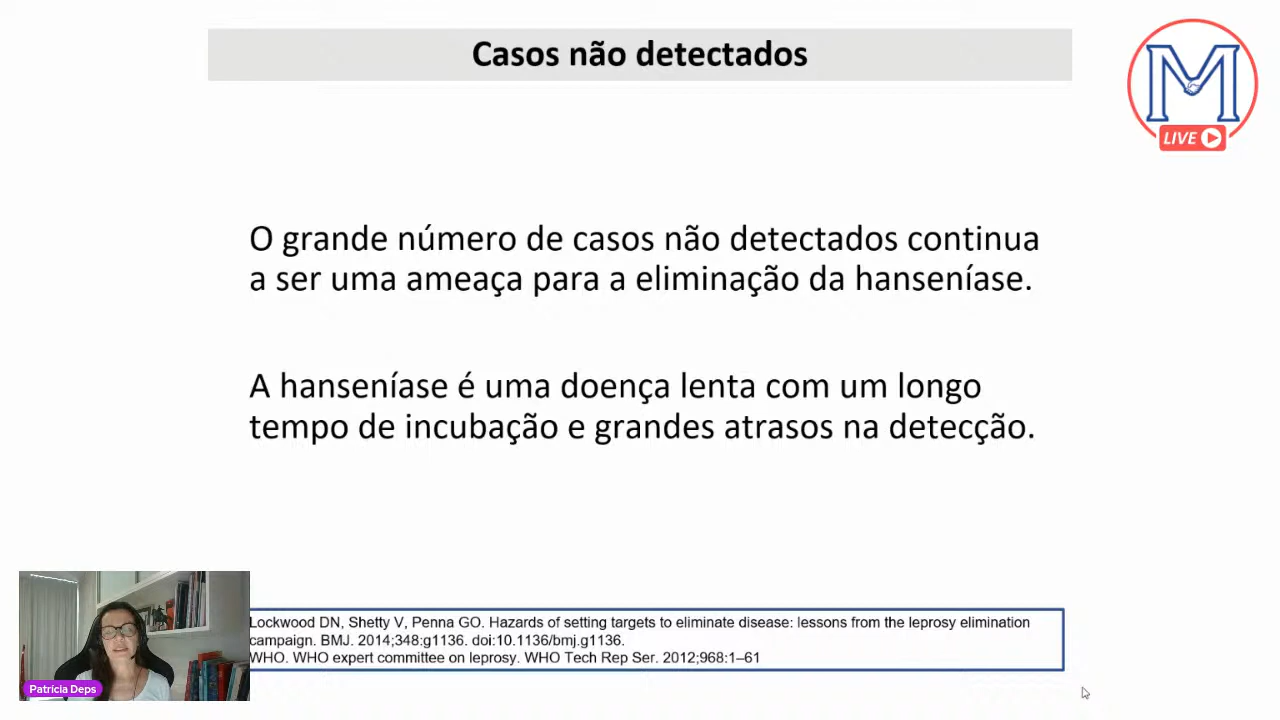 Casos não detectados
M
LIVE
O grande número de casos não detectados continua
a ser uma ameaça para a eliminação da hanseníase.
A hanseníase é uma doença lenta com um longo
tempo de incubação e grandes atrasos na detecção.
Lockwood DN, Shetty V, Penna GO. Hazards of setting targets to eliminate disease: lessons from the leprosy elimination
campaign. BMJ. 2014;348:g1136. doi:10.1136/bmj.g1136.
WHO. WHO expert committee on leprosy. WHO Tech Rep Ser. 2012;968:1–61
Patrícia Deps